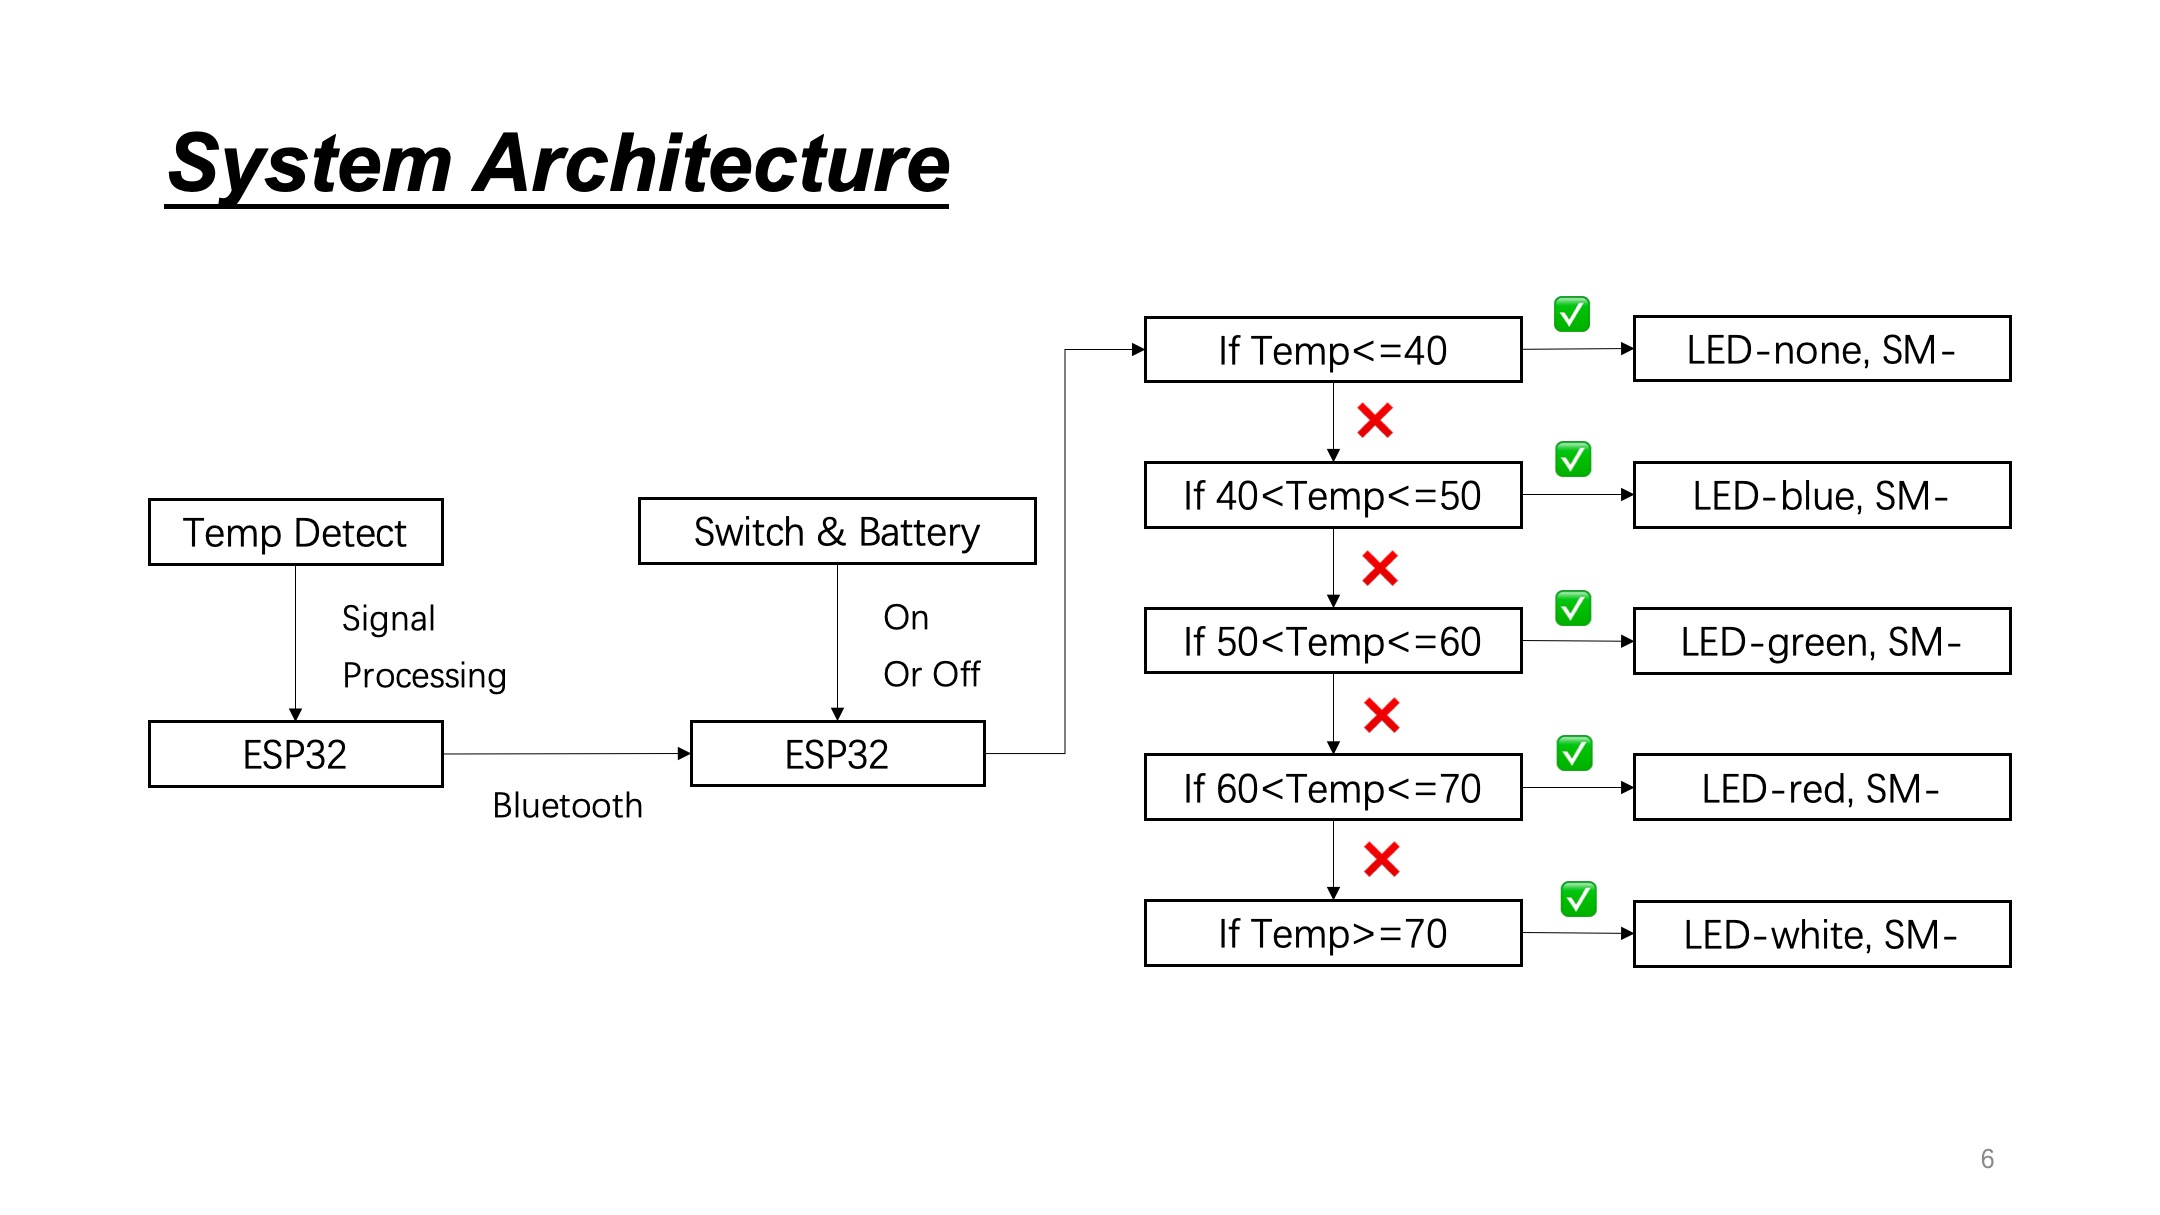 System Architecture
Temp Detect
Signal
Processing
ESP32
Bluetooth
Switch & Battery
On
Or Off
ESP32
If Temp<=40
LED-none, SM-
If 40<Temp<=50
LED-blue, SM-
If 50<Temp<=60
LED-green, SM-
If 60<Temp<=70
LED-red, SM-
If Temp>=70
LED-white, SM-
6